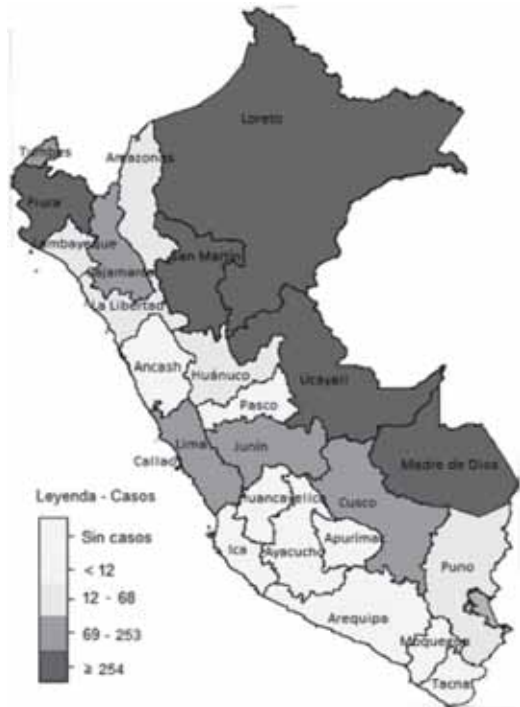 Loreto
Tumbes
Amazonas
Piura
Lambayeque
Cajamarca
San Martín
La Libertad
Ancash
Huánuco
Ucayali
Pasco
Lima
Junín
Callao
Madre de Dios
Leyenda - Casos
Huancavelica
Cusco
Sin casos
Ica
Ayacucho
Apurímac
< 12
Puno
12 - 68
Arequipa
69 - 253
Moquegua
≥ 254
Tacna